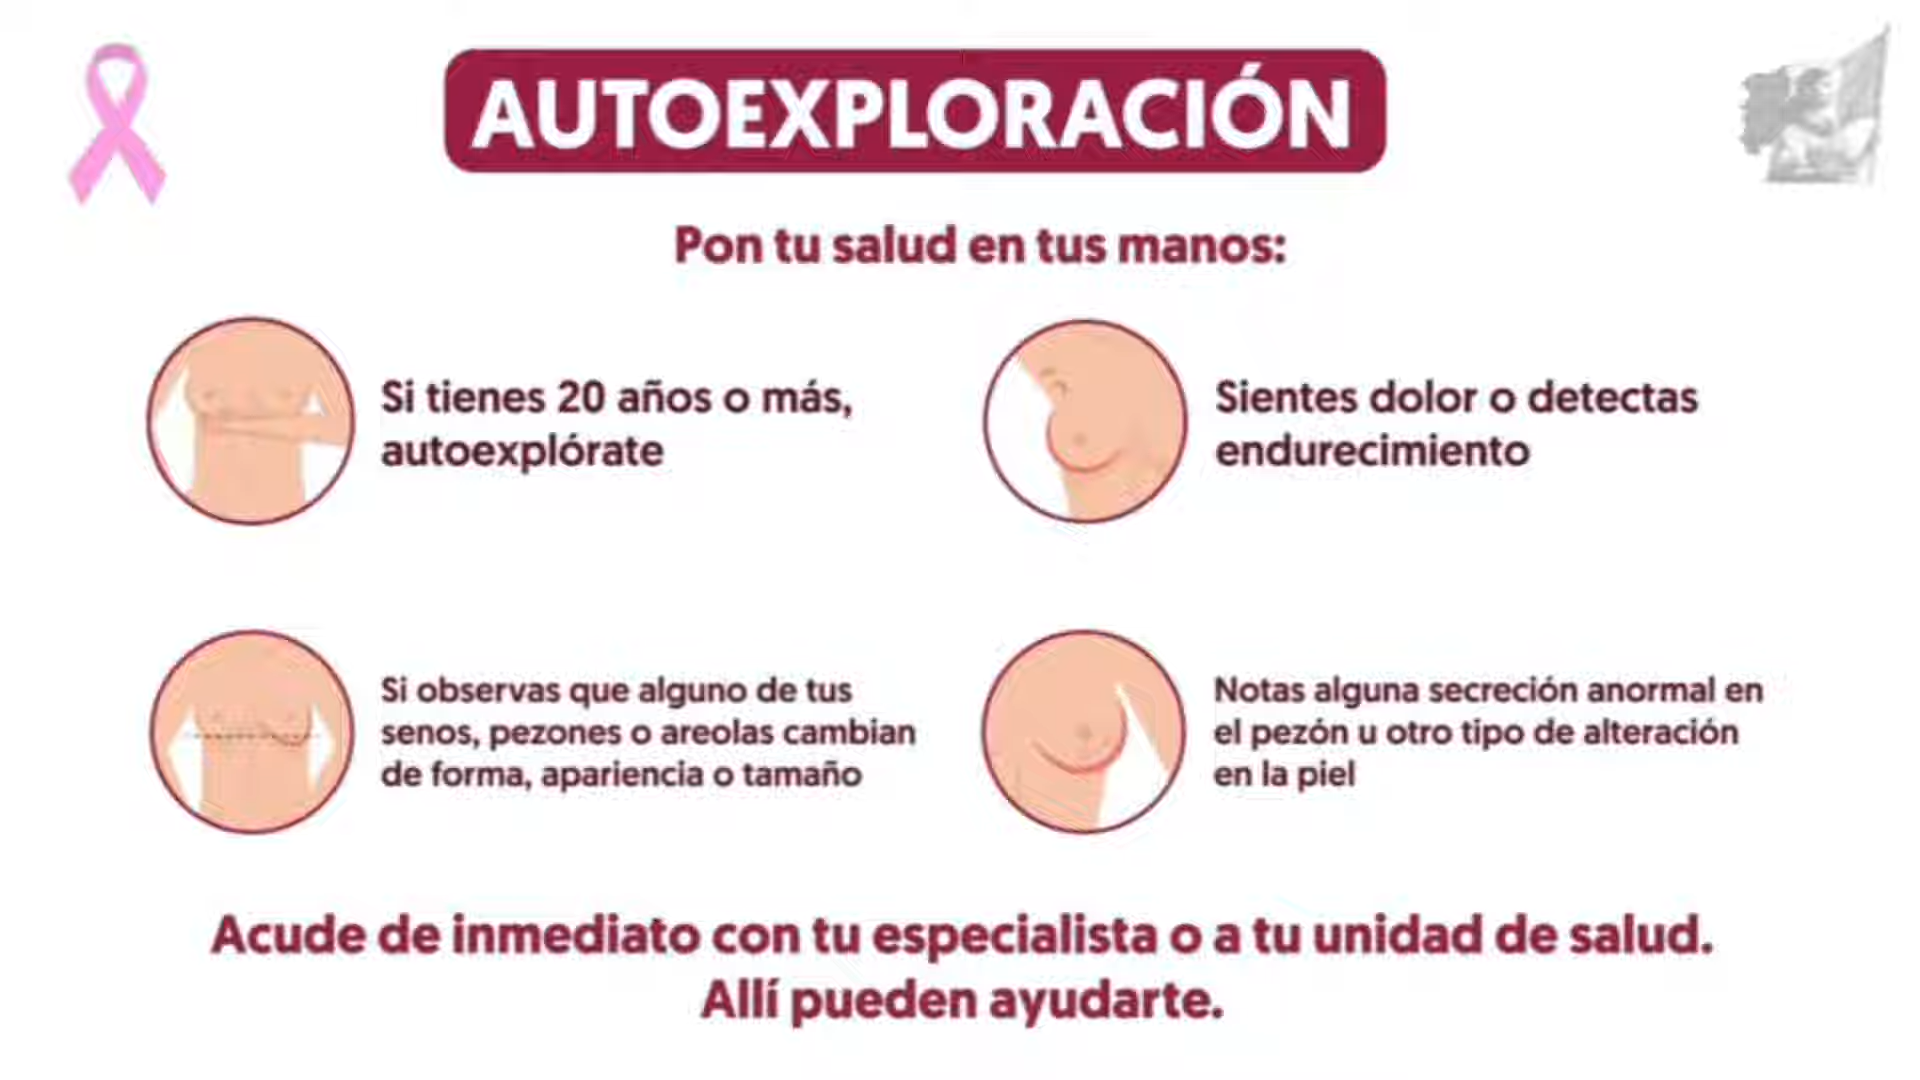 AUTOEXPLORACIÓN
Pon tu salud en tus manos:
Si tienes 20 años o más,
autoexplórate
Sientes dolor o detectas
endurecimiento
Si observas que alguno de tus
senos, pezones o areolas cambian
de forma, apariencia o tamaño
Notas alguna secreción anormal en
el pezón u otro tipo de alteración
en la piel
Acude de inmediato con tu especialista o a tu unidad de salud.
Allí pueden ayudarte.